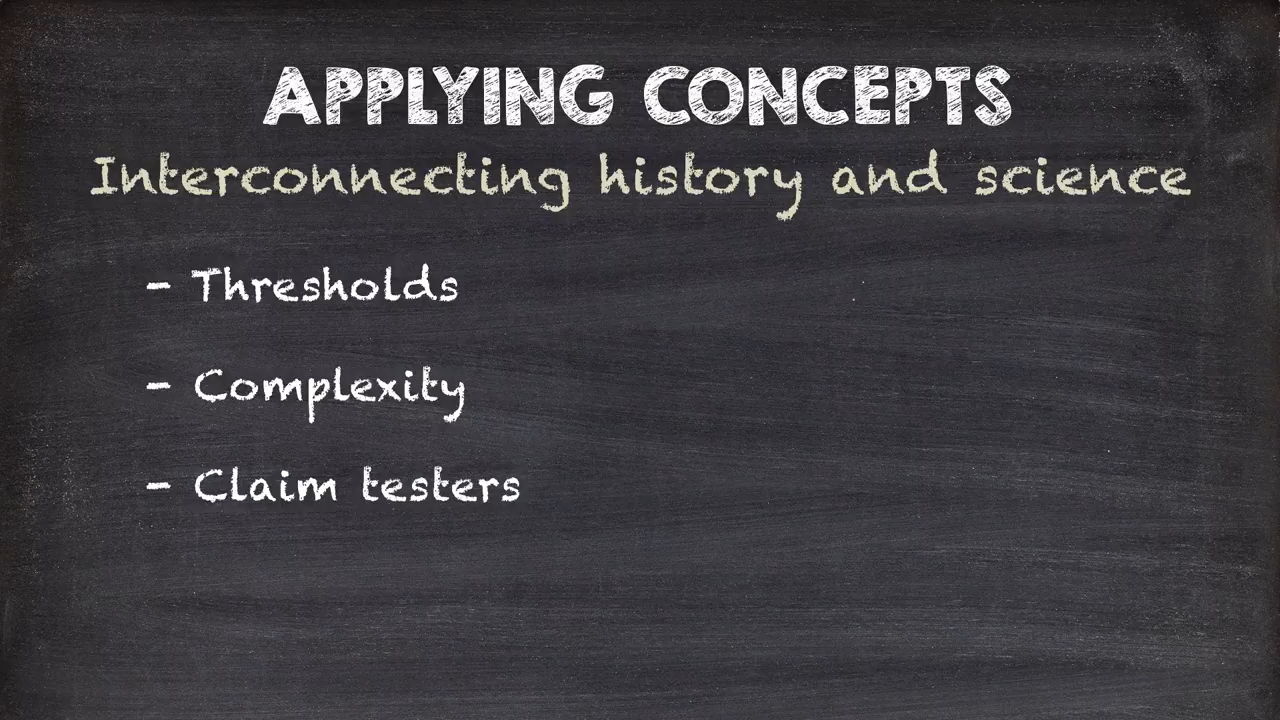 APPLYING CONCEPTS
Interconnecting history and science
- Thresholds
- Complexity
- Claim testers